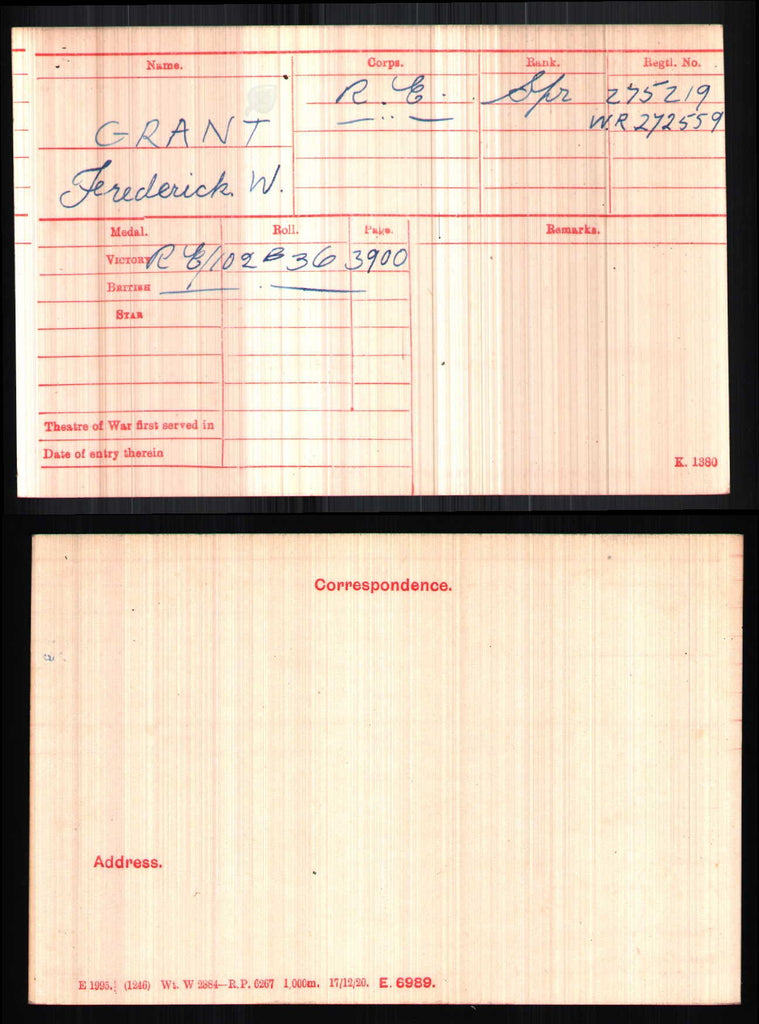 Name. Corps. Rank. Regtl. No.
R. E. Spr 275219
GRANT W.R 272559
Frederick W.
Medal. Roll. Page. Remarks.
VICTORY R E/102 B 36 3900
BRITISH
STAR
Theatre of War first served in
Date of entry therein
K. 1380
Correspondence.
Address.
E 1995. (1246) Wt. W 2884—R.P. 6267 1,000m. 17/12/20. E. 6989.